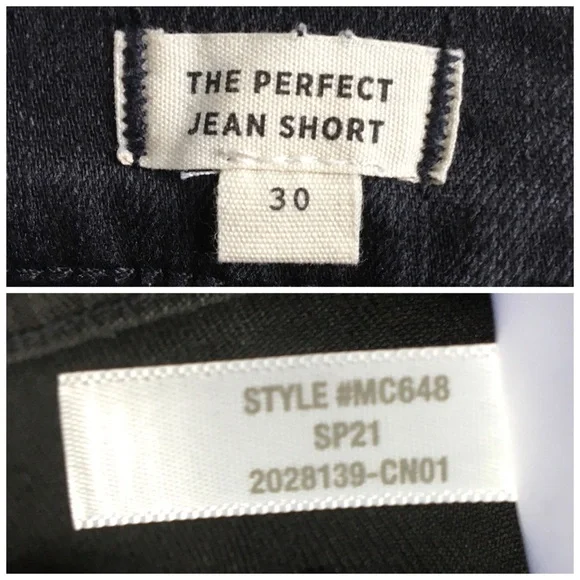 THE PERFECT
JEAN SHORT
30
STYLE #MC648
SP21
2028139-CN01